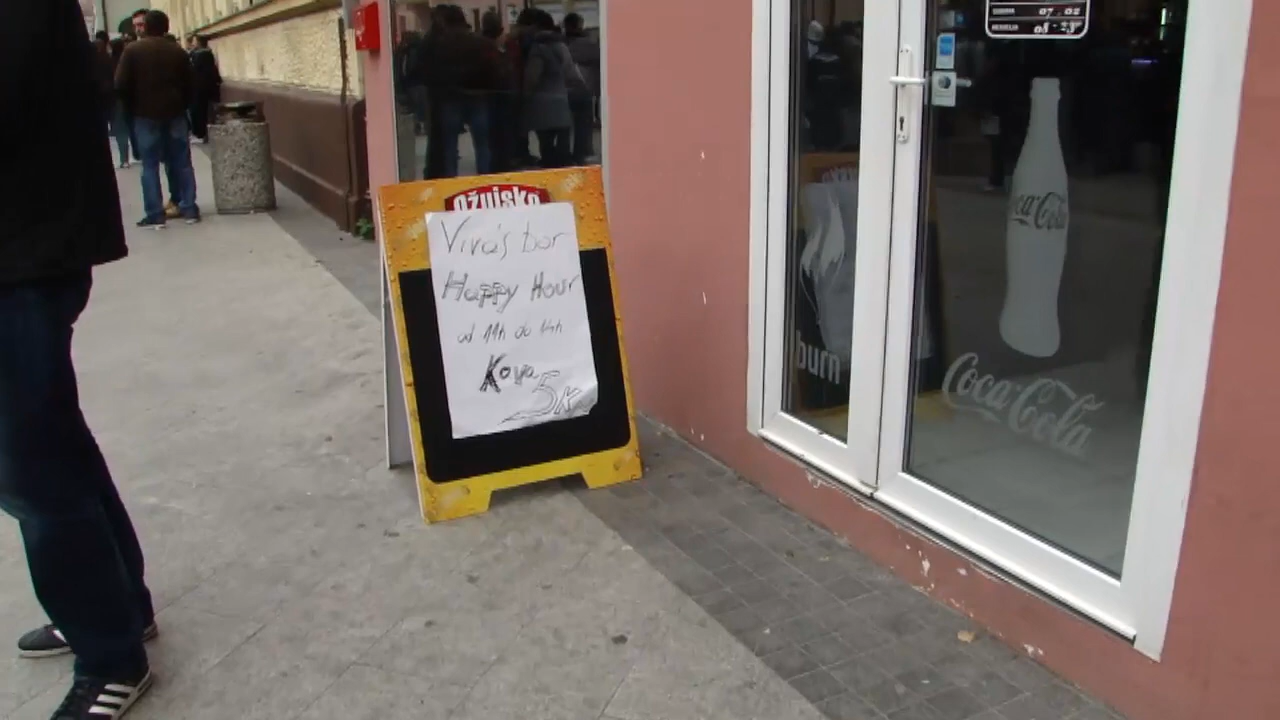 ožujsko
Viva's bar
Happy Hour
od 11h do 14h
Kava
5K
burn
Coca-Cola
Coca-Cola